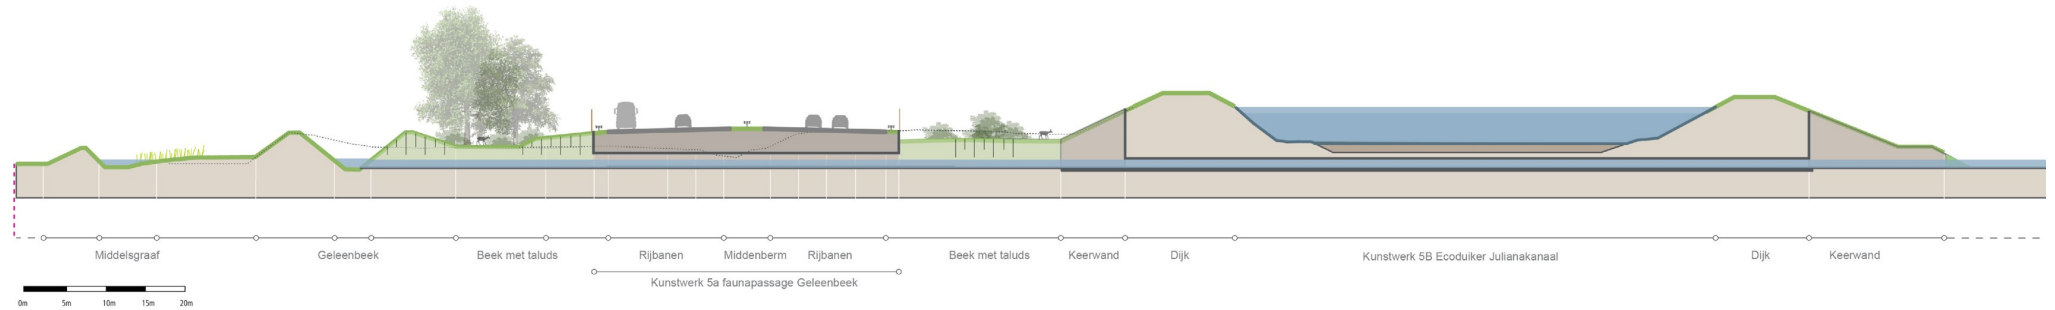 Middelsgraaf
Geleenbeek
Beek met taluds
Rijbanen
Middenberm
Rijbanen
Beek met taluds
Keerwand
Dijk
Kunstwerk 5B Ecoduiker Julianakanaal
Dijk
Keerwand
Kunstwerk 5a faunapassage Geleenbeek
0m 5m 10m 15m 20m